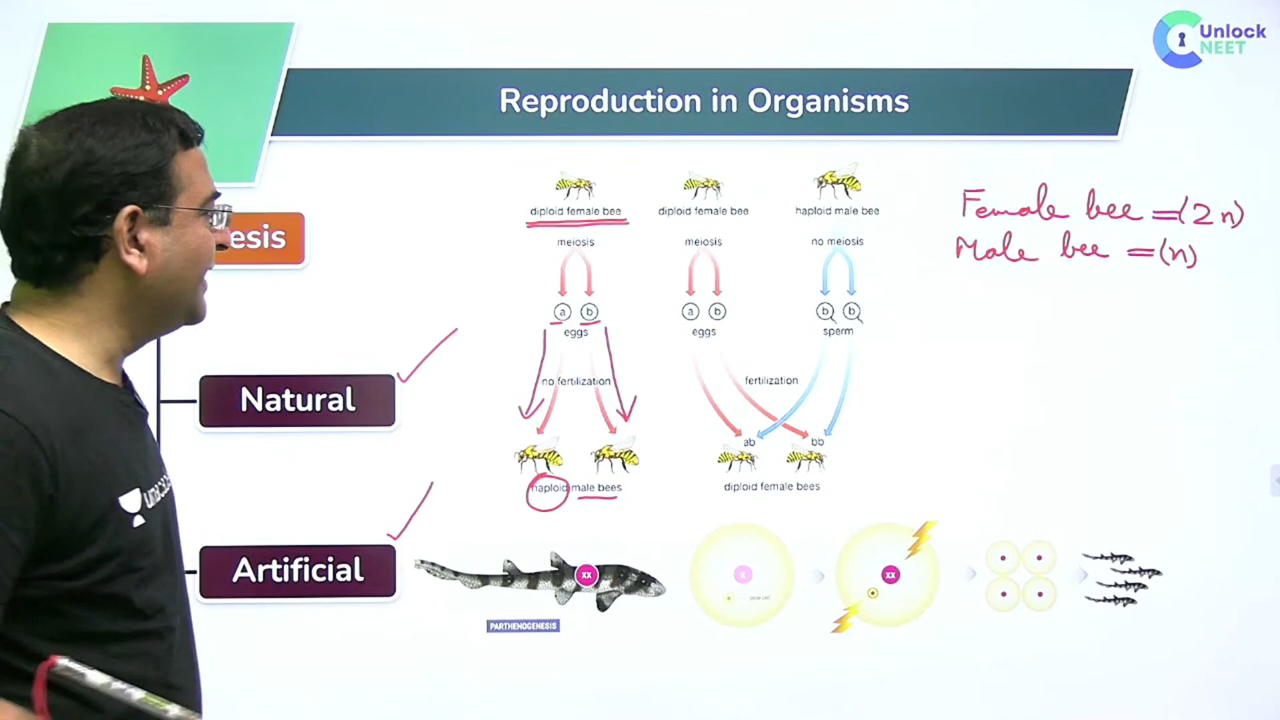 Unlock
NEET
Reproduction in Organisms
esis
diploid female bee
diploid female bee
haploid male bee
Female bee = (2n)
Male bee = (n)
meiosis
meiosis
no meiosis
a b
a b
b b
eggs
eggs
sperm
no fertilization
fertilization
Natural
ab
bb
haploid male bees
diploid female bees
Artificial
XX
X
XX
PARTHENOGENESIS